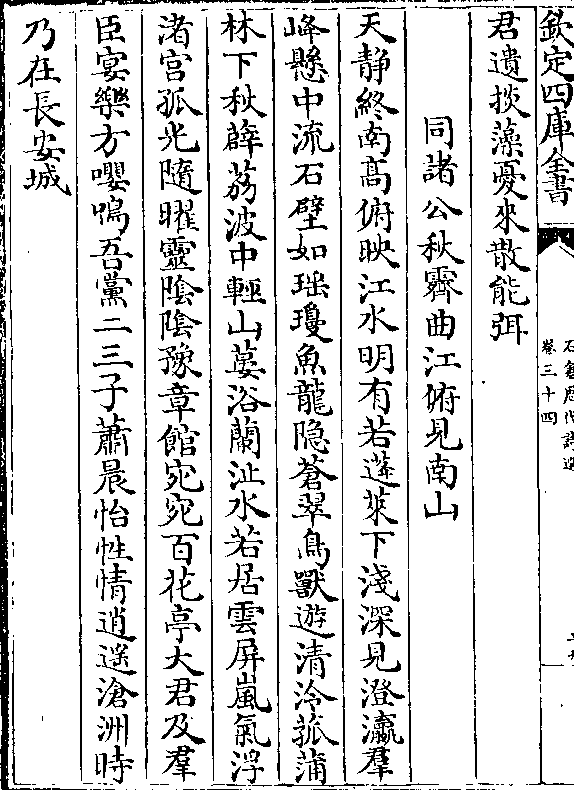 欽定四庫全書
石倉歷代詩選
卷三十四
君遺掞藻憂來散能弭
同諸公秋霽曲江俯見南山
天静終南髙俯映江水明有若蓬萊下淺深見澄瀛羣
峰懸中流石壁如瑤瓊魚龍隐蒼翠鳥獸遊清泠菰蒲
林下秋薜荔波中輕山蔓浴蘭沚水若居雲屏嵐氣浮
渚宫孤光隨曜靈陰陰豫章館宛宛百花亭大君及羣
臣宴樂方嚶鳴吾黨二三子蕭晨怡性情逍遥滄洲時
乃在長安城